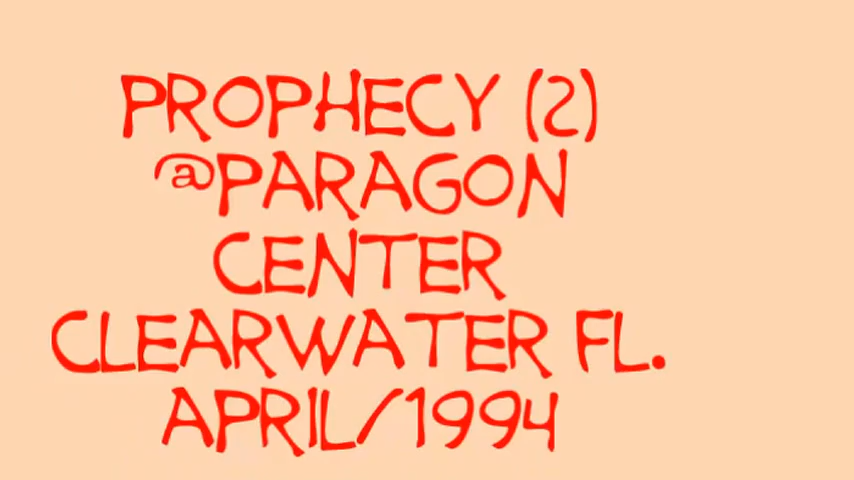 PROPHECY (2)
@PARAGON
CENTER
CLEARWATER FL.
APRIL/1994